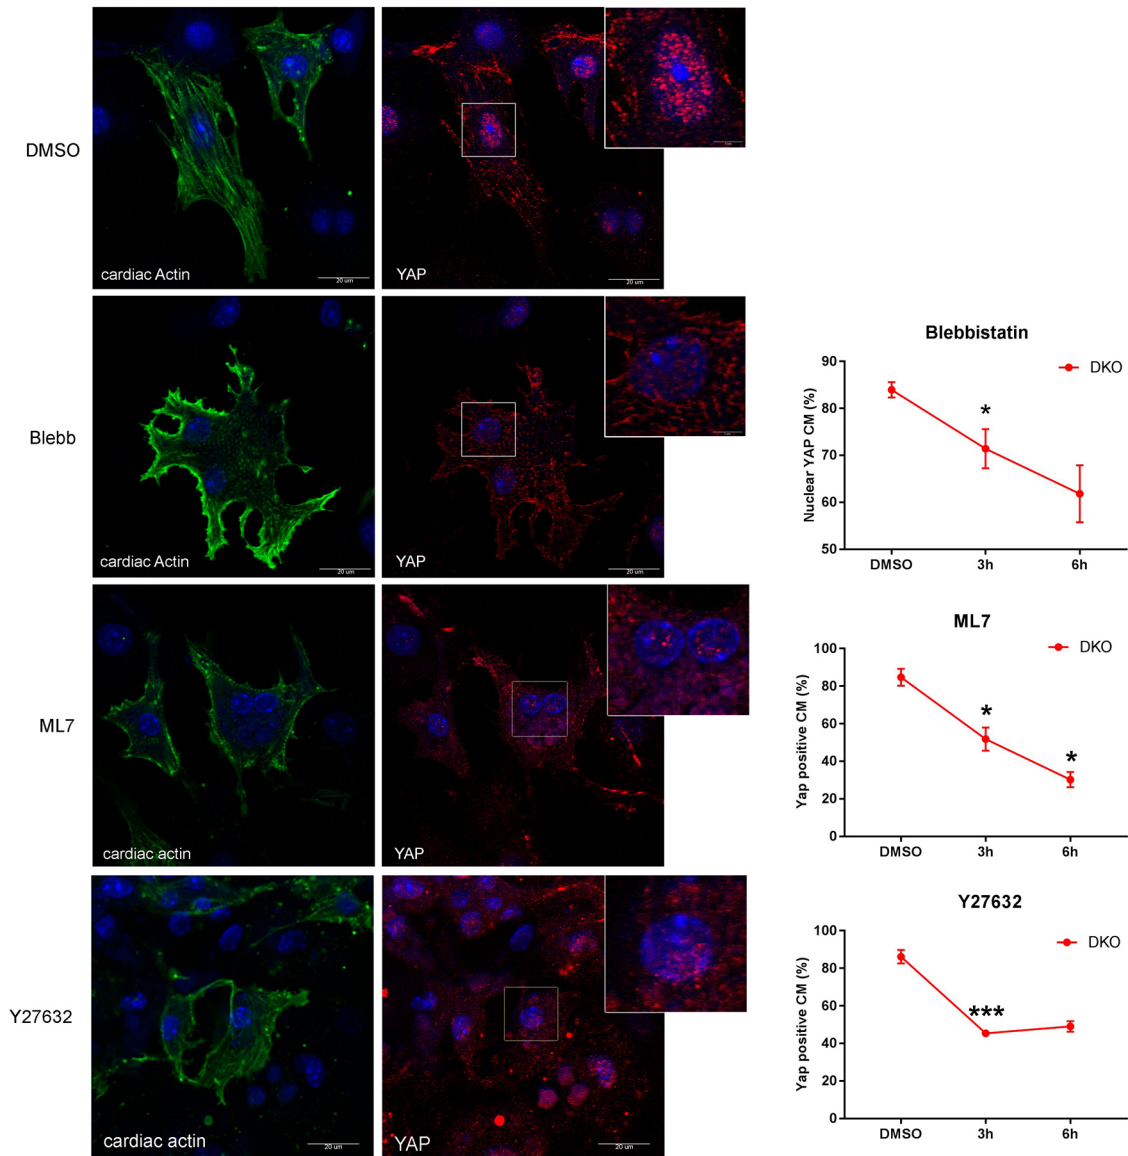 DMSO
cardiac Actin
20 um
YAP
20 um
Blebb
cardiac Actin
20 um
YAP
20 um
Blebbistatin
Nuclear YAP CM (%)
90
80
70
60
50
DKO
*
DMSO 3h 6h
ML7
cardiac actin
YAP
ML7
Yap positive CM (%)
100
80
60
40
20
0
DKO
*
*
DMSO 3h 6h
Y27632
cardiac actin
20 um
YAP
20 um
Y27632
Yap positive CM (%)
100
80
60
40
20
0
DKO
***
DMSO 3h 6h